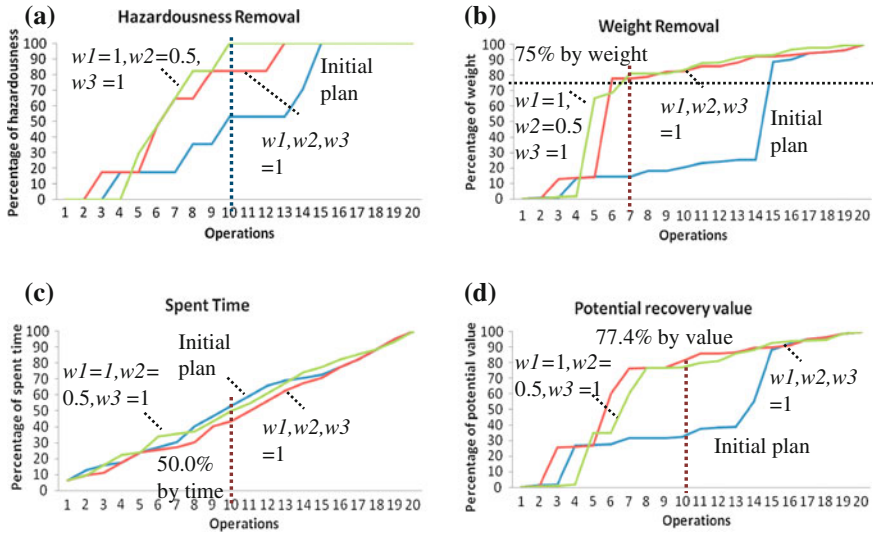 (a)
Hazardousness Removal
Percentage of hazardousness
100
90
80
70
60
50
40
30
20
10
0
w1=1,w2=0.5,
w3 =1
Initial
plan
w1,w2,w3
=1
1 2 3 4 5 6 7 8 9 10 11 12 13 14 15 16 17 18 19 20
Operations
(b)
Weight Removal
Percentage of weight
100
90
80
70
60
50
40
30
20
10
0
75% by weight
w1=1,
w2=0.5
w3 =1
w1,w2,w3
=1
Initial
plan
1 2 3 4 5 6 7 8 9 10 11 12 13 14 15 16 17 18 19 20
Operations
(c)
Spent Time
Percentage of spent time
100
90
80
70
60
50
40
30
20
10
0
w1=1,w2=
0.5,w3 =1
Initial
plan
w1,w2,w3
=1
50.0%
by time
1 2 3 4 5 6 7 8 9 10 11 12 13 14 15 16 17 18 19 20
Operations
(d)
Potential recovery value
Percentage of potential value
100
90
80
70
60
50
40
30
20
10
0
77.4% by value
w1=1,w2=
0.5,w3 =1
w1,w2,w3
=1
Initial plan
1 2 3 4 5 6 7 8 9 10 11 12 13 14 15 16 17 18 19 20
Operations